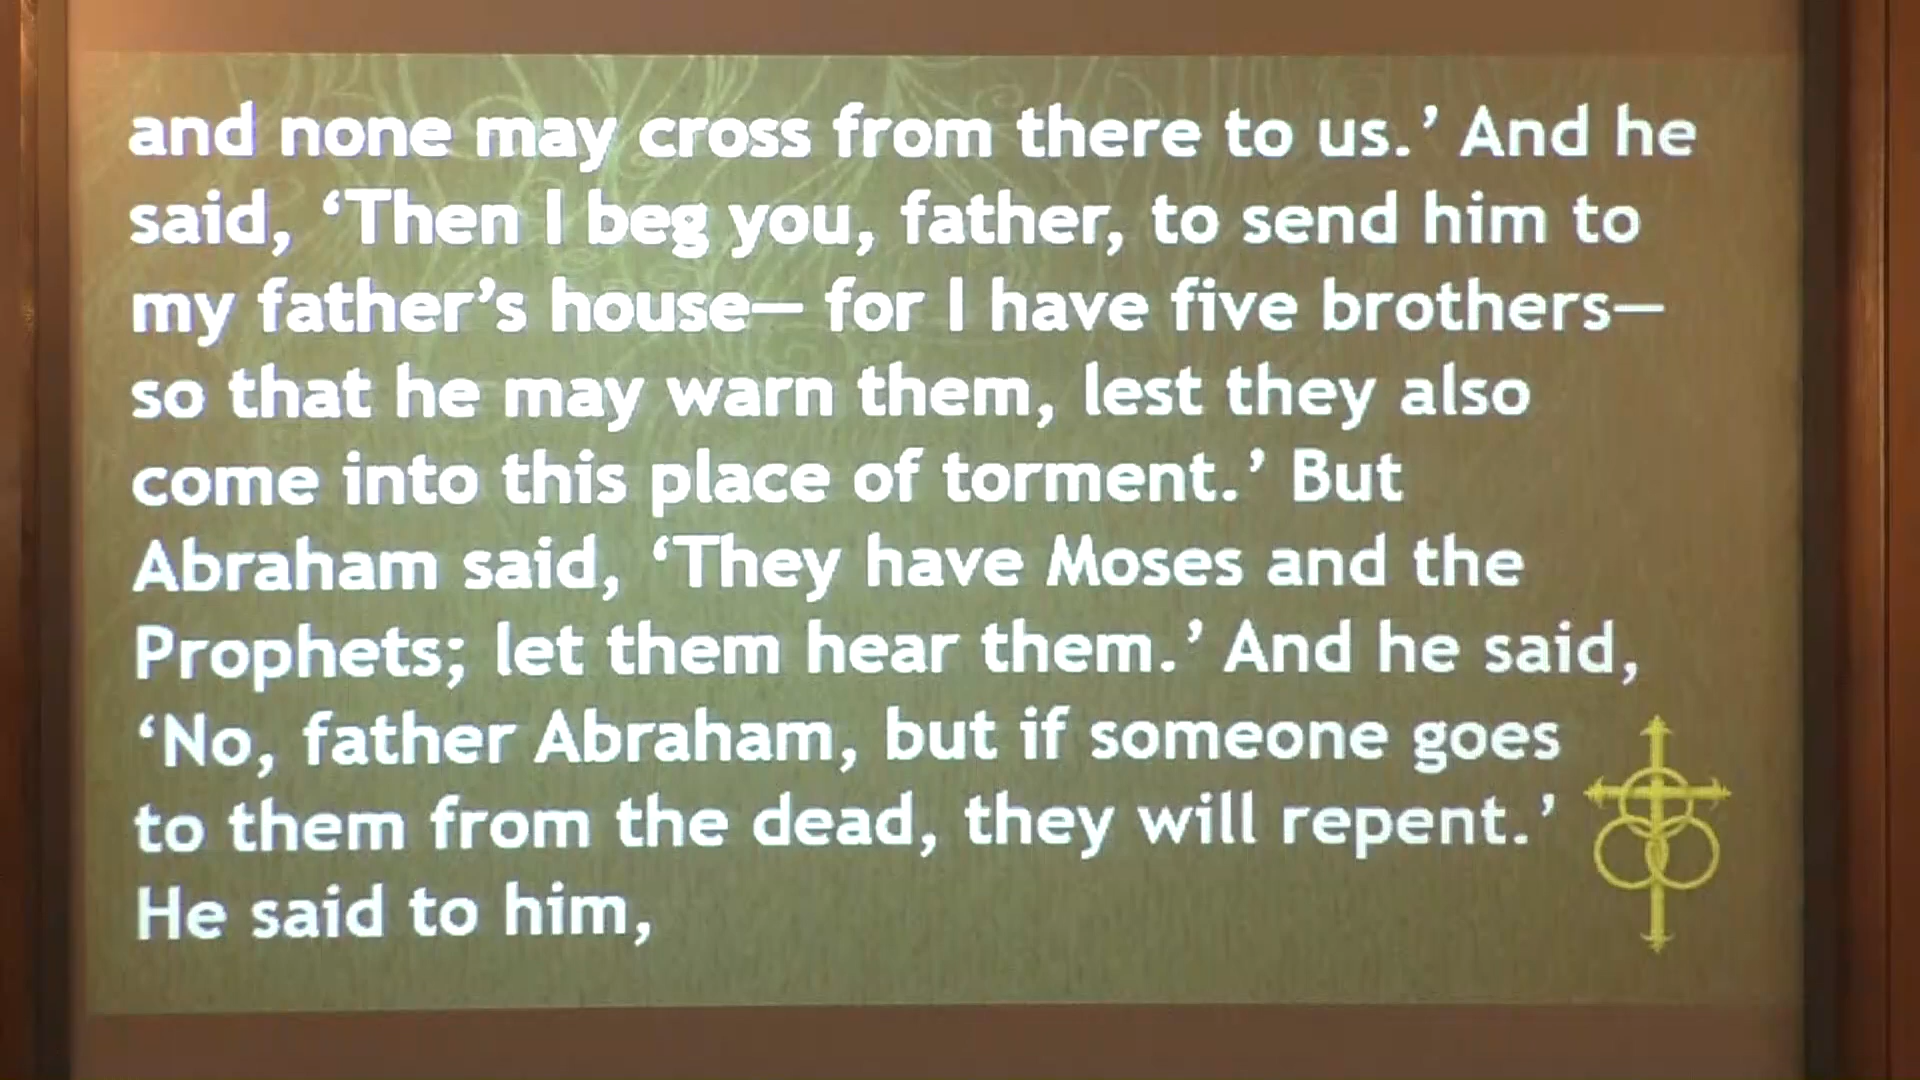 and none may cross from there to us.’ And he
said, ‘Then I beg you, father, to send him to
my father’s house— for I have five brothers—
so that he may warn them, lest they also
come into this place of torment.’ But
Abraham said, ‘They have Moses and the
Prophets; let them hear them.’ And he said,
‘No, father Abraham, but if someone goes
to them from the dead, they will repent.’
He said to him,